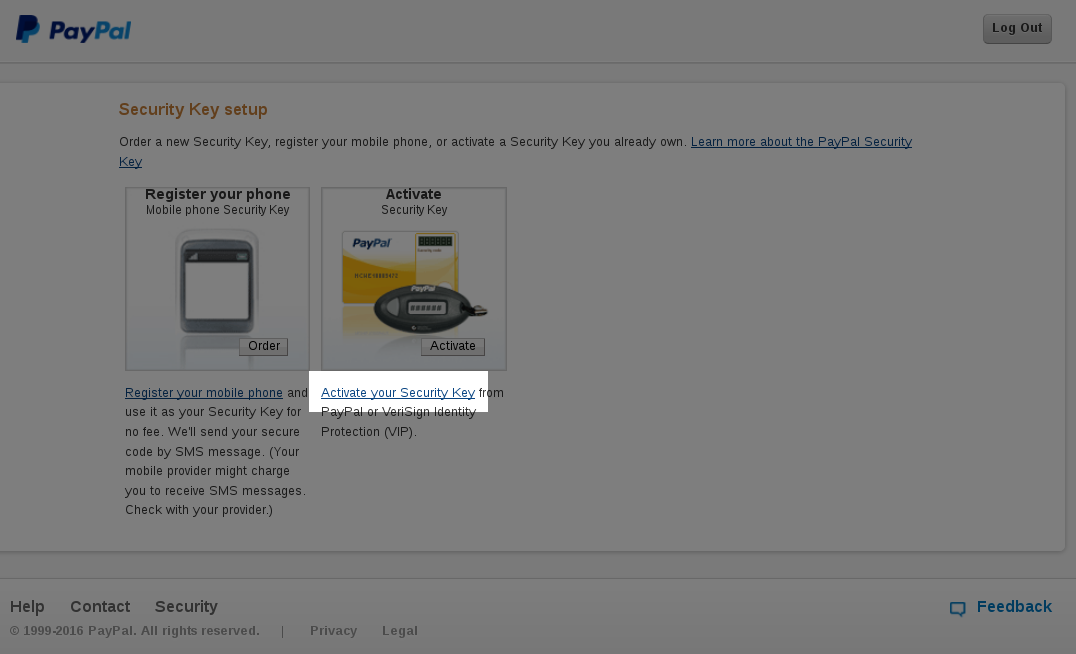 PayPal
Log Out
Security Key setup
Order a new Security Key, register your mobile phone, or activate a Security Key you already own. Learn more about the PayPal Security
Key
Register your phone
Mobile phone Security Key
Order
Register your mobile phone and
use it as your Security Key for
no fee. We'll send your secure
code by SMS message. (Your
mobile provider might charge
you to receive SMS messages.
Check with your provider.)
Activate
Security Key
PayPal
PayPal
Activate
Activate your Security Key from
PayPal or VeriSign Identity
Protection (VIP).
Help Contact Security
Feedback
© 1999-2016 PayPal. All rights reserved. | Privacy Legal